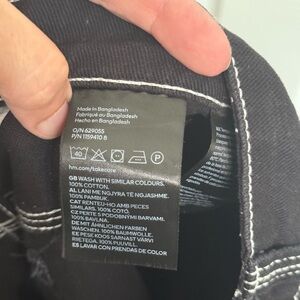 Made in Bangladesh
Fabriqué au Bangladesh
Hecho en Bangladesh
O/N 629055
P/N 1159410 8
40
P
hm.com/takecare
GB WASH WITH SIMILAR COLOURS.
100% COTTON.
AL LANI ME NGJYRA TË NGJASHME.
100% PAMBUK.
CAT RENTEU-HO AMB PECES
SIMILARS. 100% COTÓ.
CZ PERTE S PODOBNÝMI BARVAMI.
100% BAVLNA.
DE MIT ÄHNLICHEN FARBEN
WASCHEN. 100% BAUMWOLLE.
EE PESE KOOS SARNAST VÄRVI
RIIETEGA. 100% PUUVILL.
ES LAVAR CON PRENDAS DE COLOR